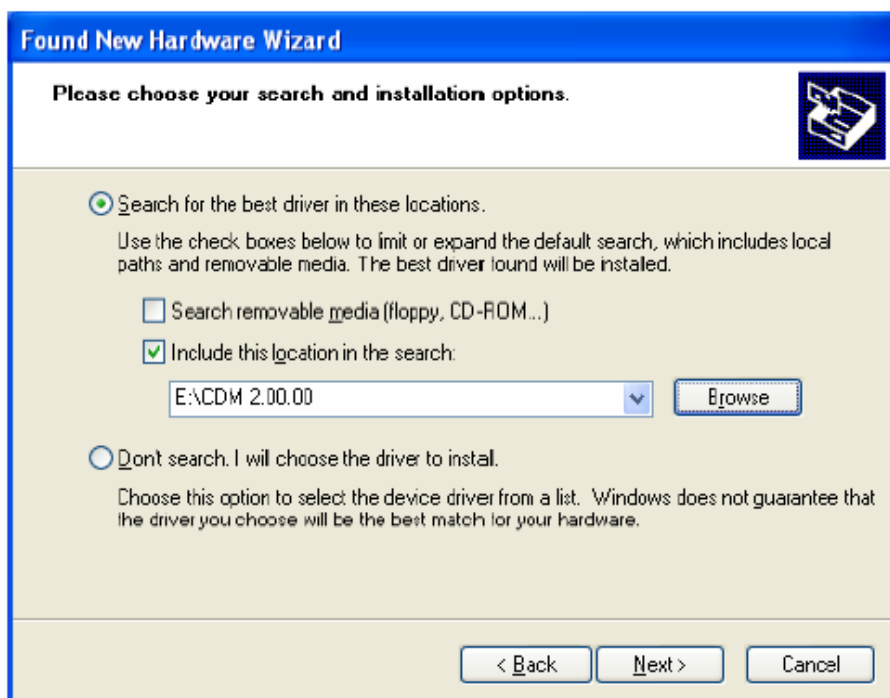 Found New Hardware Wizard
Please choose your search and installation options.
Search for the best driver in these locations.
Use the check boxes below to limit or expand the default search, which includes local
paths and removable media. The best driver found will be installed.
Search removable media (floppy, CD-ROM...)
Include this location in the search:
E:\CDM 2.00.00
Browse
Don't search. I will choose the driver to install.
Choose this option to select the device driver from a list. Windows does not guarantee that
the driver you choose will be the best match for your hardware.
< Back
Next >
Cancel